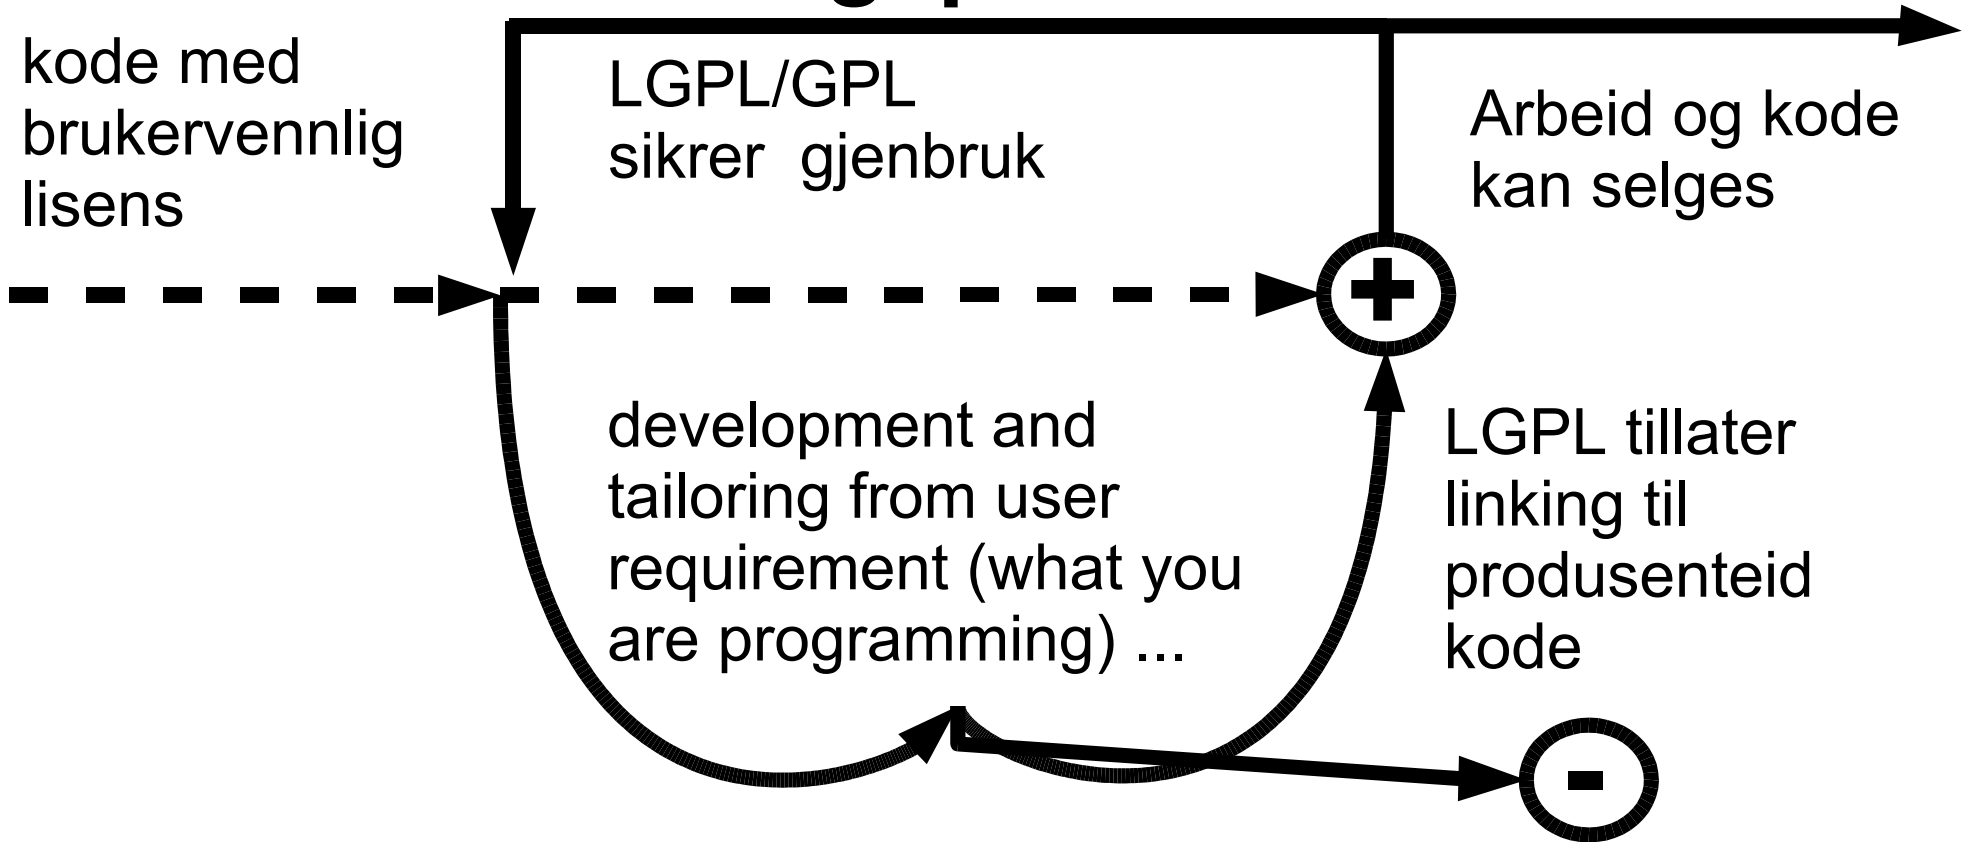 kode med
brukervennlig
lisens
LGPL/GPL
sikrer gjenbruk
Arbeid og kode
kan selges
+
development and
tailoring from user
requirement (what you
are programming) ...
LGPL tillater
linking til
produsenteid
kode
-